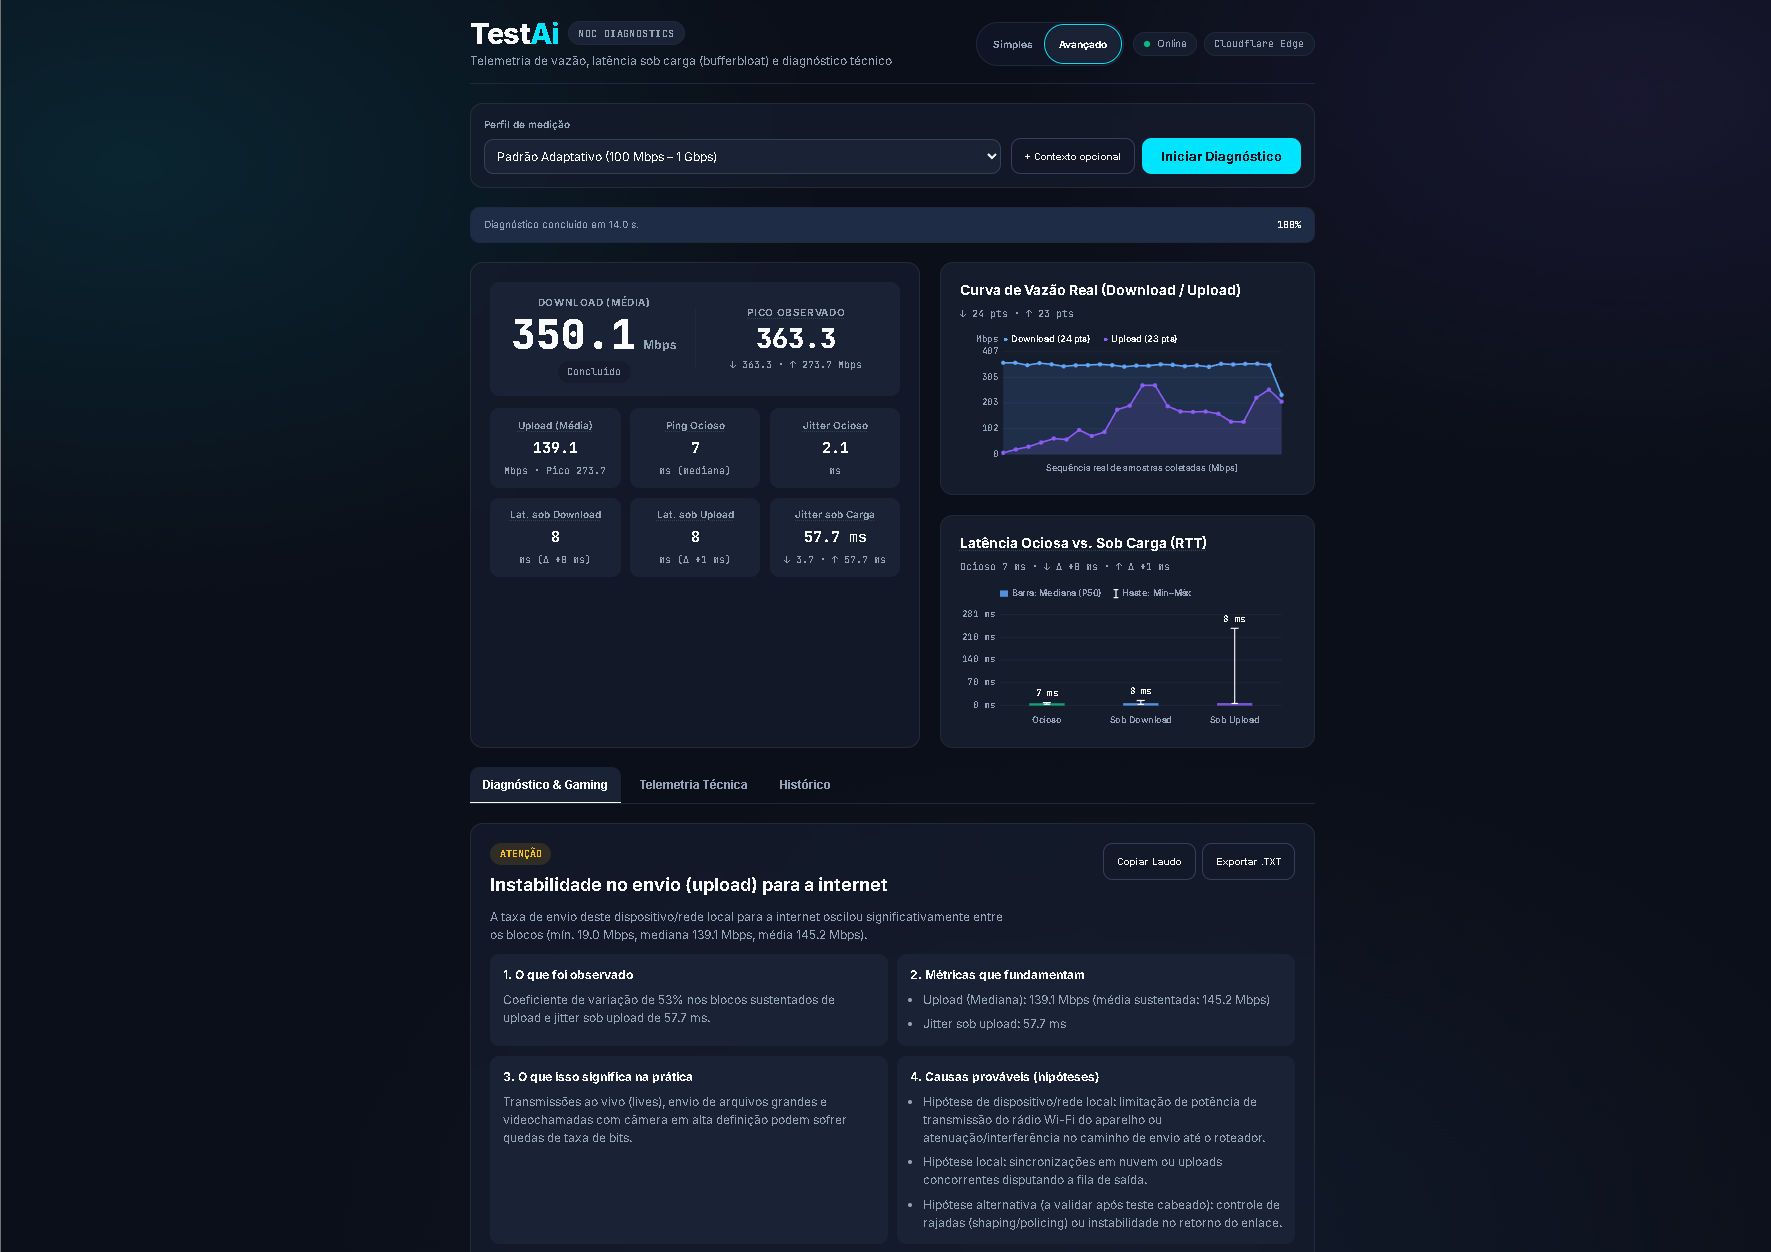 TestAi NOC DIAGNOSTICS
Telemetria de vazão, latência sob carga (bufferbloat) e diagnóstico técnico
Simples Avançado Online Cloudflare Edge
Perfil de medição
Padrão Adaptativo (100 Mbps – 1 Gbps)
+ Contexto opcional
Iniciar Diagnóstico
Diagnóstico concluído em 14.0 s.
100%
DOWNLOAD (MÉDIA)
350.1 Mbps
Concluído
PICO OBSERVADO
363.3
↓ 363.3 · ↑ 273.7 Mbps
Upload (Média)
139.1
Mbps · Pico 273.7
Ping Ocioso
7
ms (mediana)
Jitter Ocioso
2.1
ms
Lat. sob Download
8
ms (Δ +0 ms)
Lat. sob Upload
8
ms (Δ +1 ms)
Jitter sob Carga
57.7 ms
↓ 3.7 · ↑ 57.7 ms
Curva de Vazão Real (Download / Upload)
↓ 24 pts · ↑ 23 pts
Mbps
Download (24 pts)
Upload (23 pts)
407
305
203
102
0
Sequência real de amostras coletadas (Mbps)
Latência Ociosa vs. Sob Carga (RTT)
Ocioso 7 ms · ↓ Δ +0 ms · ↑ Δ +1 ms
Barra: Mediana (P50)
Haste: Mín–Máx
281 ms
210 ms
140 ms
70 ms
0 ms
7 ms
8 ms
8 ms
Ocioso
Sob Download
Sob Upload
Diagnóstico & Gaming
Telemetria Técnica
Histórico
ATENÇÃO
Instabilidade no envio (upload) para a internet
Copiar Laudo
Exportar .TXT
A taxa de envio deste dispositivo/rede local para a internet oscilou significativamente entre
os blocos (mín. 19.0 Mbps, mediana 139.1 Mbps, média 145.2 Mbps).
1. O que foi observado
Coeficiente de variação de 53% nos blocos sustentados de
upload e jitter sob upload de 57.7 ms.
2. Métricas que fundamentam
• Upload (Mediana): 139.1 Mbps (média sustentada: 145.2 Mbps)
• Jitter sob upload: 57.7 ms
3. O que isso significa na prática
Transmissões ao vivo (lives), envio de arquivos grandes e
videochamadas com câmera em alta definição podem sofrer
quedas de taxa de bits.
4. Causas prováveis (hipóteses)
• Hipótese de dispositivo/rede local: limitação de potência de
transmissão do rádio Wi-Fi do aparelho ou
atenuação/interferência no caminho de envio até o roteador.
• Hipótese local: sincronizações em nuvem ou uploads
concorrentes disputando a fila de saída.
• Hipótese alternativa (a validar após teste cabeado): controle de
rajadas (shaping/policing) ou instabilidade no retorno do enlace.